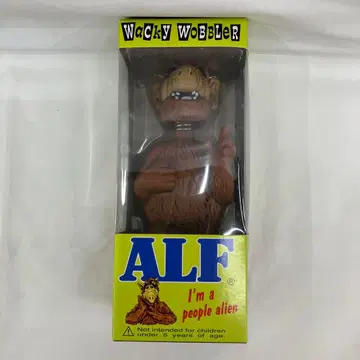 Wacky Wobbler
ALF®
I'm a
people alien
Not intended for children
under 5 years of age.